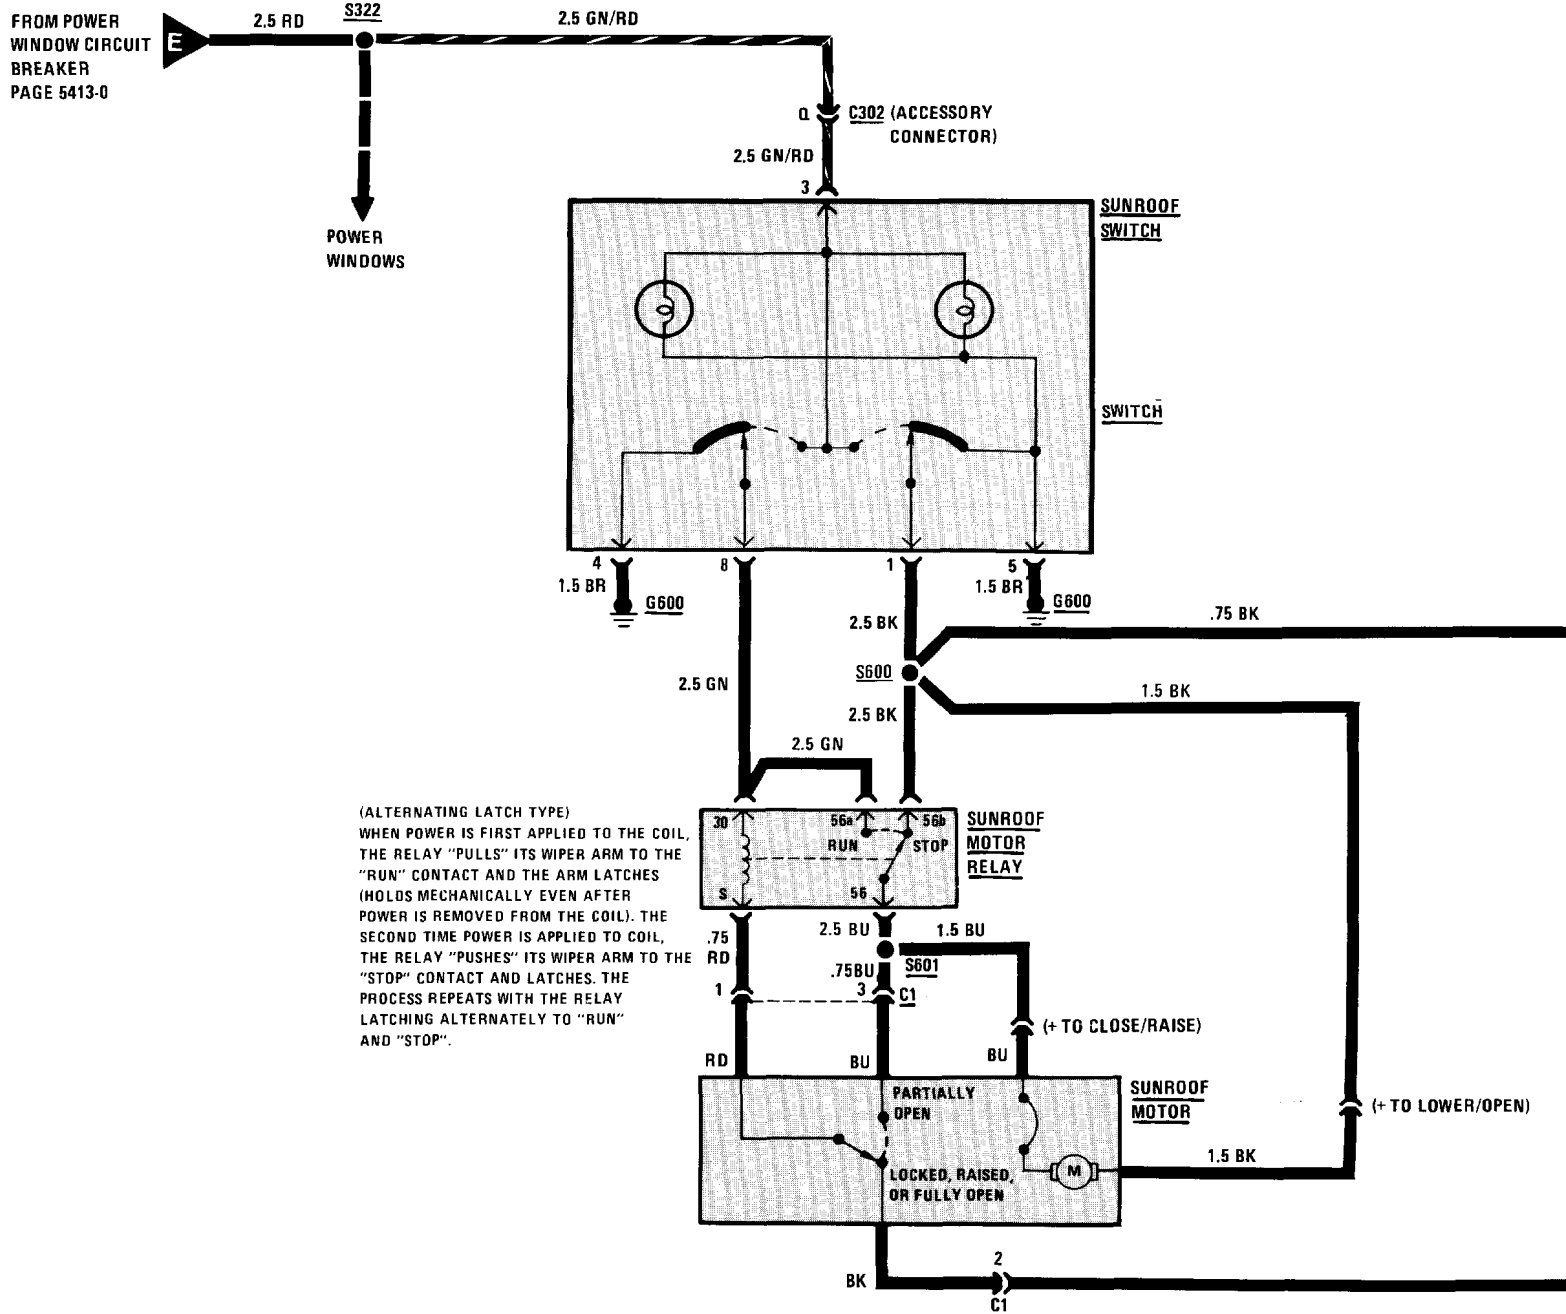 FROM POWER
WINDOW CIRCUIT
BREAKER
PAGE 5413-0
E
2.5 RD
S322
2.5 GN/RD
POWER
WINDOWS
C302 (ACCESSORY
CONNECTOR)
2.5 GN/RD
3
SUNROOF
SWITCH
SWITCH
4
8
1
5
1.5 BR
G600
1.5 BR
G600
2.5 BK
.75 BK
S600
2.5 GN
1.5 BK
2.5 BK
2.5 GN
(ALTERNATING LATCH TYPE)
WHEN POWER IS FIRST APPLIED TO THE COIL,
THE RELAY "PULLS" ITS WIPER ARM TO THE
"RUN" CONTACT AND THE ARM LATCHES
(HOLDS MECHANICALLY EVEN AFTER
POWER IS REMOVED FROM THE COIL). THE
SECOND TIME POWER IS APPLIED TO COIL,
THE RELAY "PUSHES" ITS WIPER ARM TO THE
"STOP" CONTACT AND LATCHES. THE
PROCESS REPEATS WITH THE RELAY
LATCHING ALTERNATELY TO "RUN"
AND "STOP".
30
56a
56b
RUN
STOP
S
56
SUNROOF
MOTOR
RELAY
.75
RD
2.5 BU
1.5 BU
S601
.75BU
1
3
C1
(+ TO CLOSE/RAISE)
RD
BU
BU
PARTIALLY
OPEN
LOCKED, RAISED,
OR FULLY OPEN
M
SUNROOF
MOTOR
(+ TO LOWER/OPEN)
1.5 BK
BK
2
C1